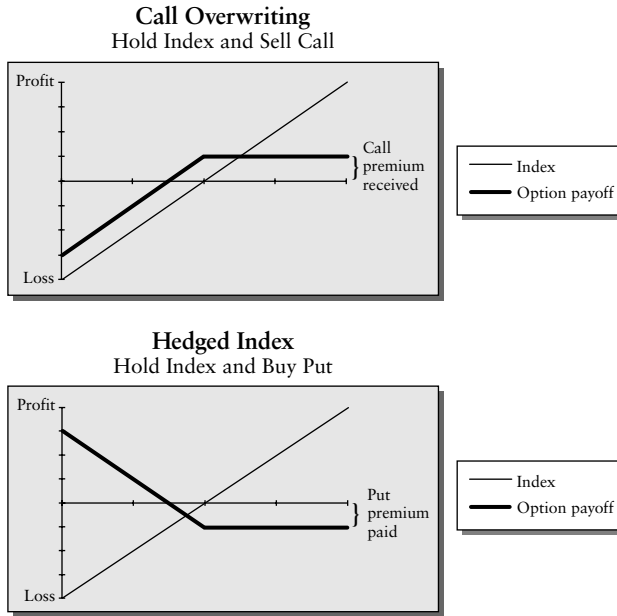 Call Overwriting
Hold Index and Sell Call
Profit
Call
premium
received
Loss
Index
Option payoff
Hedged Index
Hold Index and Buy Put
Profit
Put
premium
paid
Loss
Index
Option payoff